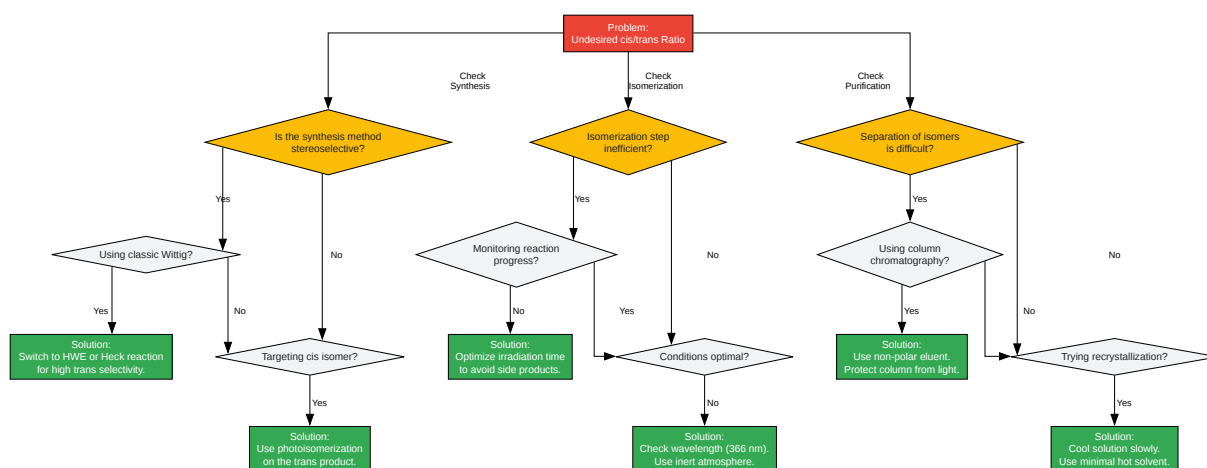 Problem:
Undesired cis/trans Ratio
Check
Synthesis
Check
Isomerization
Check
Purification
Is the synthesis method
stereoselective?
Isomerization step
inefficient?
Separation of isomers
is difficult?
Yes
Yes
Yes
Using classic Wittig?
No
Monitoring reaction
progress?
No
Using column
chromatography?
No
Yes
No
No
Yes
Yes
No
Solution:
Switch to HWE or Heck reaction
for high trans selectivity.
Targeting cis isomer?
Solution:
Optimize irradiation time
to avoid side products.
Conditions optimal?
Solution:
Use non-polar eluent.
Protect column from light.
Trying recrystallization?
Yes
No
Yes
Solution:
Use photoisomerization
on the trans product.
Solution:
Check wavelength (366 nm).
Use inert atmosphere.
Solution:
Cool solution slowly.
Use minimal hot solvent.